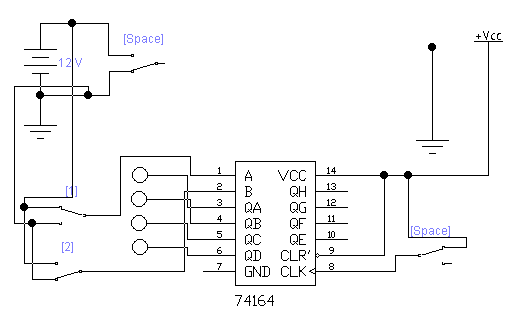 +Vcc
[Space]
12 V
1 A VCC 14
2 B QH 13
3 QA QG 12
4 QB QF 11
5 QC QE 10
6 QD CLR' 9
7 GND CLK 8
[1]
[2]
[Space]
74164